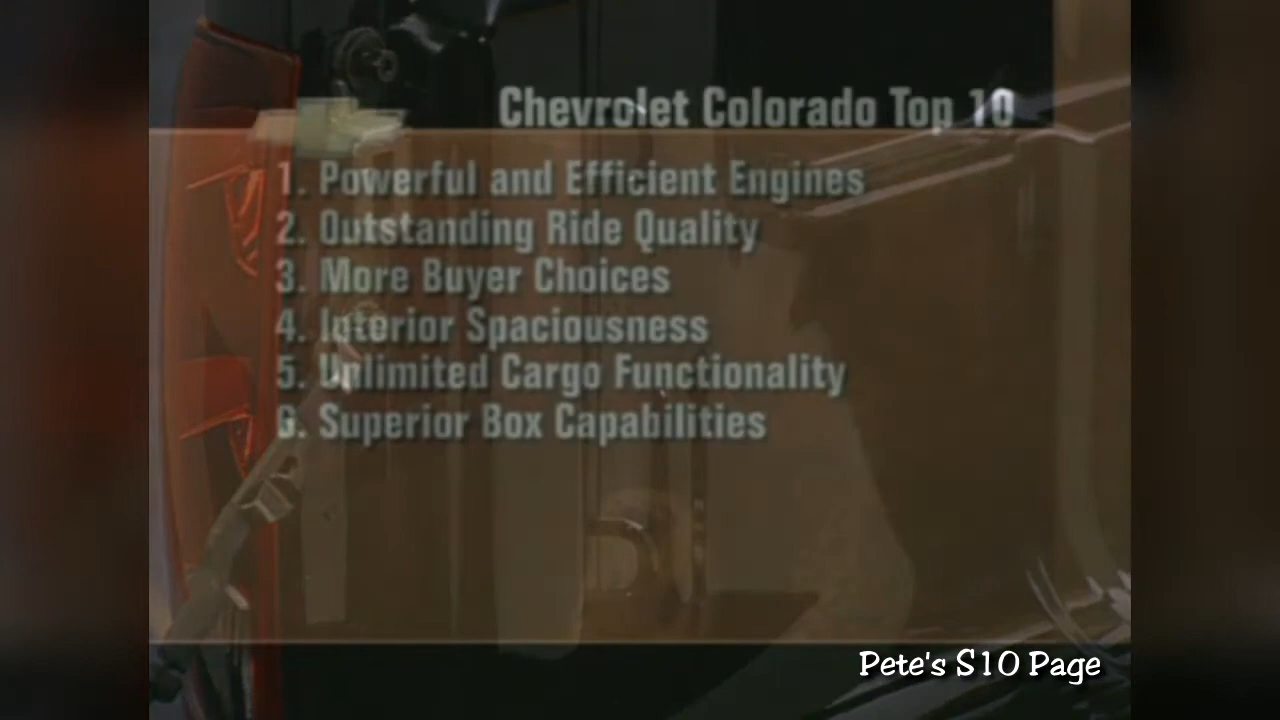 Chevrolet Colorado Top 10
1. Powerful and Efficient Engines
2. Outstanding Ride Quality
3. More Buyer Choices
4. Interior Spaciousness
5. Unlimited Cargo Functionality
6. Superior Box Capabilities
Pete's S10 Page